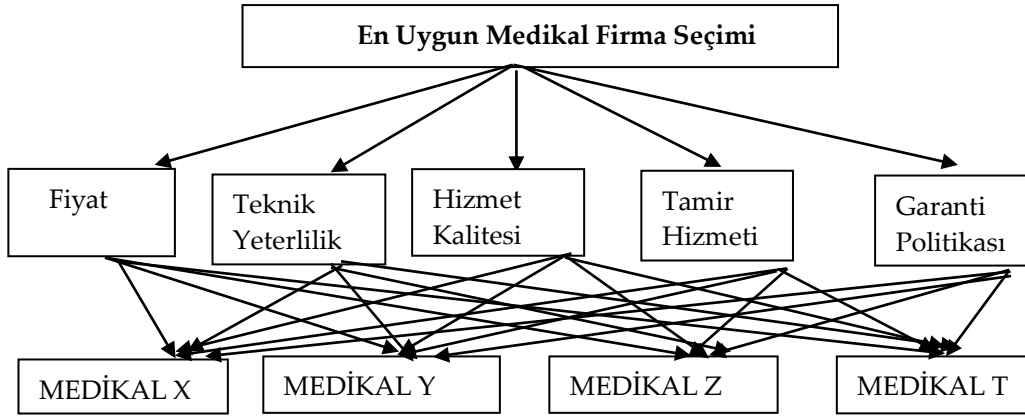 En Uygun Medikal Firma Seçimi
Fiyat
Teknik
Yeterlilik
Hizmet
Kalitesi
Tamir
Hizmeti
Garanti
Politikası
MEDİKAL X
MEDİKAL Y
MEDİKAL Z
MEDİKAL T